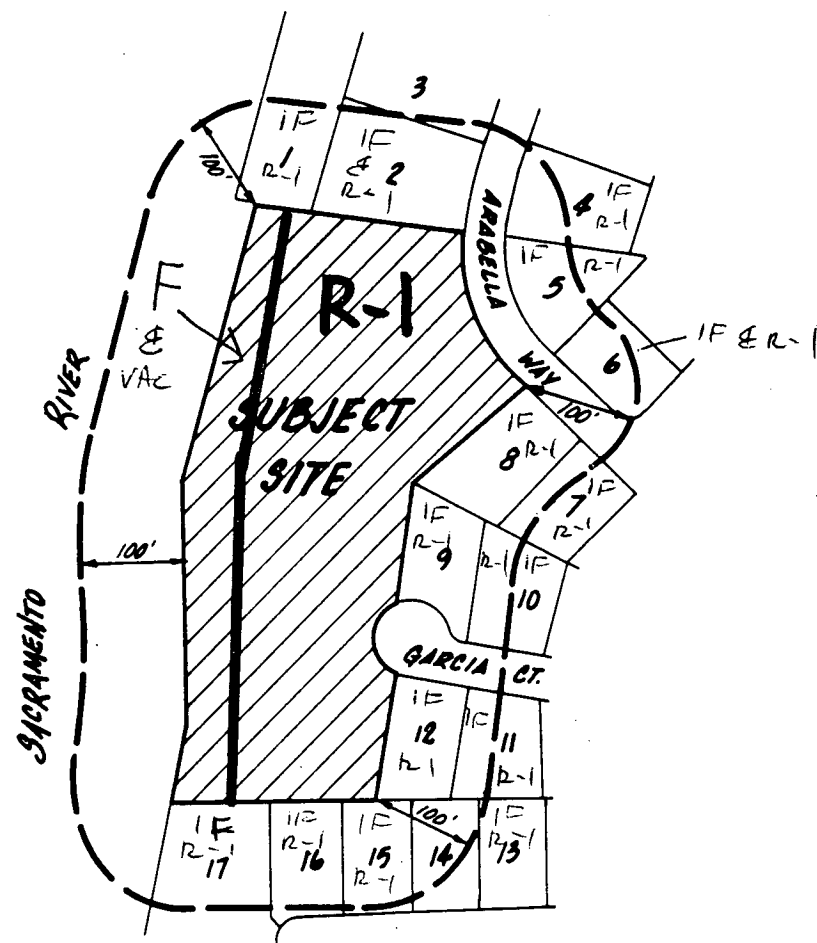 3
1F
1
R-1
1F
& 2
R-1
100'
ARABELLA
WAY
1F
4
R-1
1F
R-1
5
6
1F & R-1
F
&
VAC
R-1
SUBJECT
SITE
RIVER
SACRAMENTO
100'
1F
8 R-1
100'
1F
7
R-1
1F
R-1
9
R-1 1F
10
GARCIA CT.
1F
12
R-1
1F
11
R-1
100'
1F
R-1
17
1F
R-1
16
1F
15
R-1
14
1F
R-1
13